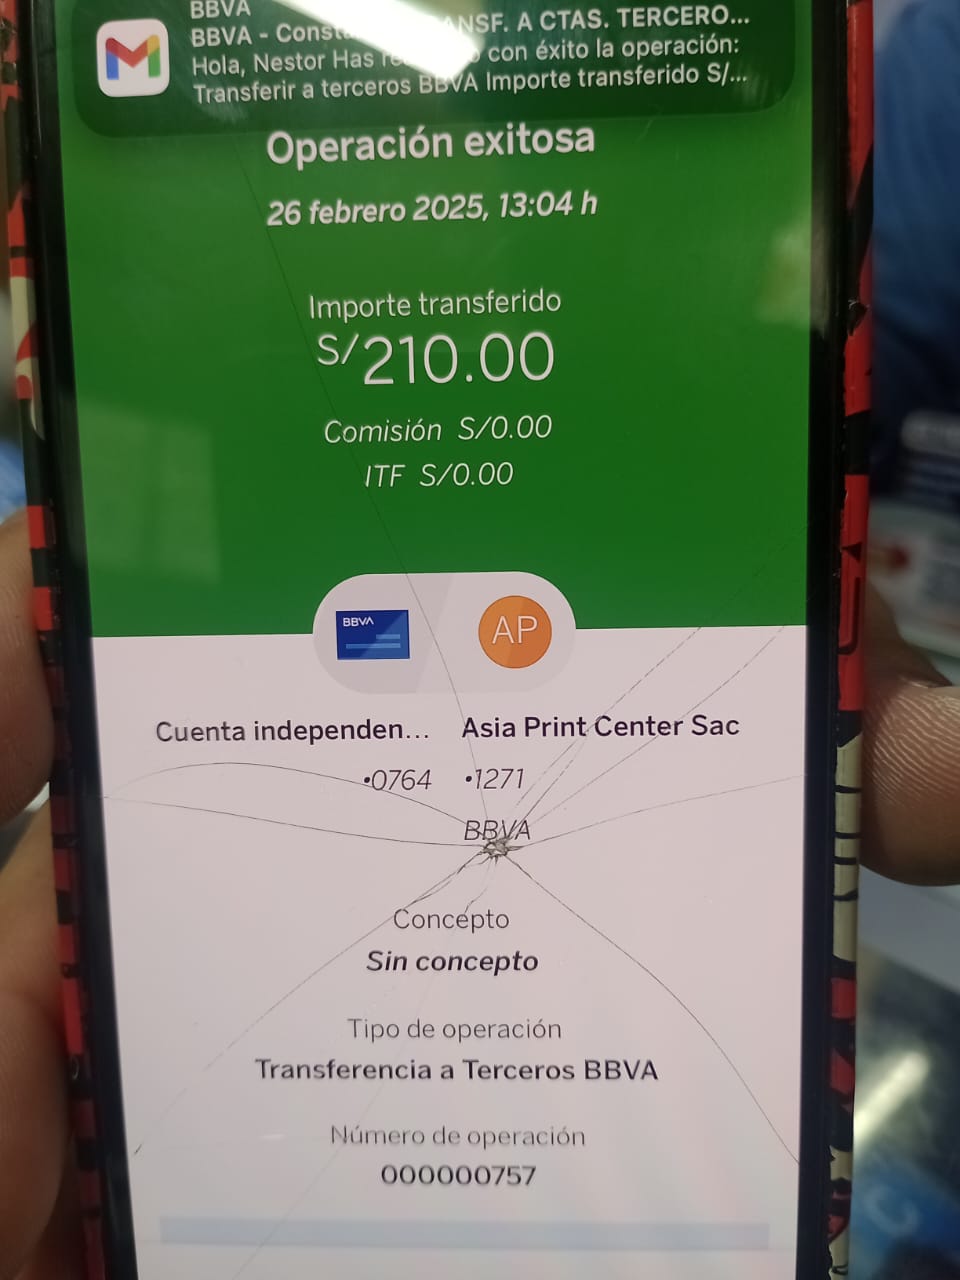 BBVA
BBVA - Const ANSF. A CTAS. TERCERO...
Hola, Nestor Has con éxito la operación:
Transferir a terceros BBVA Importe transferido S/...
Operación exitosa
26 febrero 2025, 13:04 h
Importe transferido
S/210.00
Comisión S/0.00
ITF S/0.00
BBVA
AP
Cuenta independen... Asia Print Center Sac
•0764 •1271
BBVA
Concepto
Sin concepto
Tipo de operación
Transferencia a Terceros BBVA
Número de operación
000000757